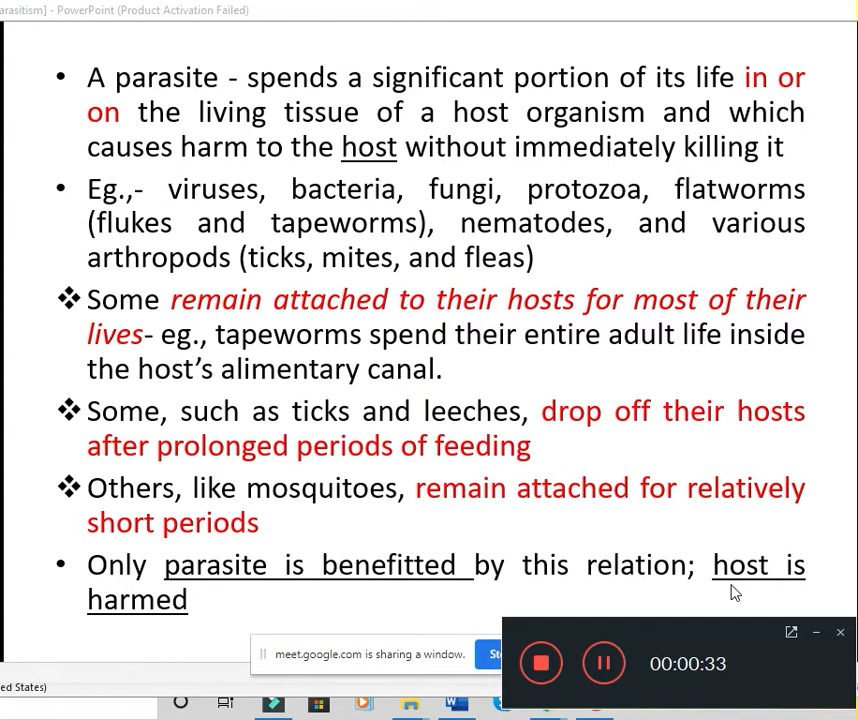 arasitism] - PowerPoint (Product Activation Failed)
• A parasite - spends a significant portion of its life in or
on the living tissue of a host organism and which
causes harm to the host without immediately killing it
• Eg.,- viruses, bacteria, fungi, protozoa, flatworms
(flukes and tapeworms), nematodes, and various
arthropods (ticks, mites, and fleas)
❖ Some remain attached to their hosts for most of their
lives- eg., tapeworms spend their entire adult life inside
the host’s alimentary canal.
❖ Some, such as ticks and leeches, drop off their hosts
after prolonged periods of feeding
❖ Others, like mosquitoes, remain attached for relatively
short periods
• Only parasite is benefitted by this relation; host is
harmed
meet.google.com is sharing a window.
00:00:33
ed States)